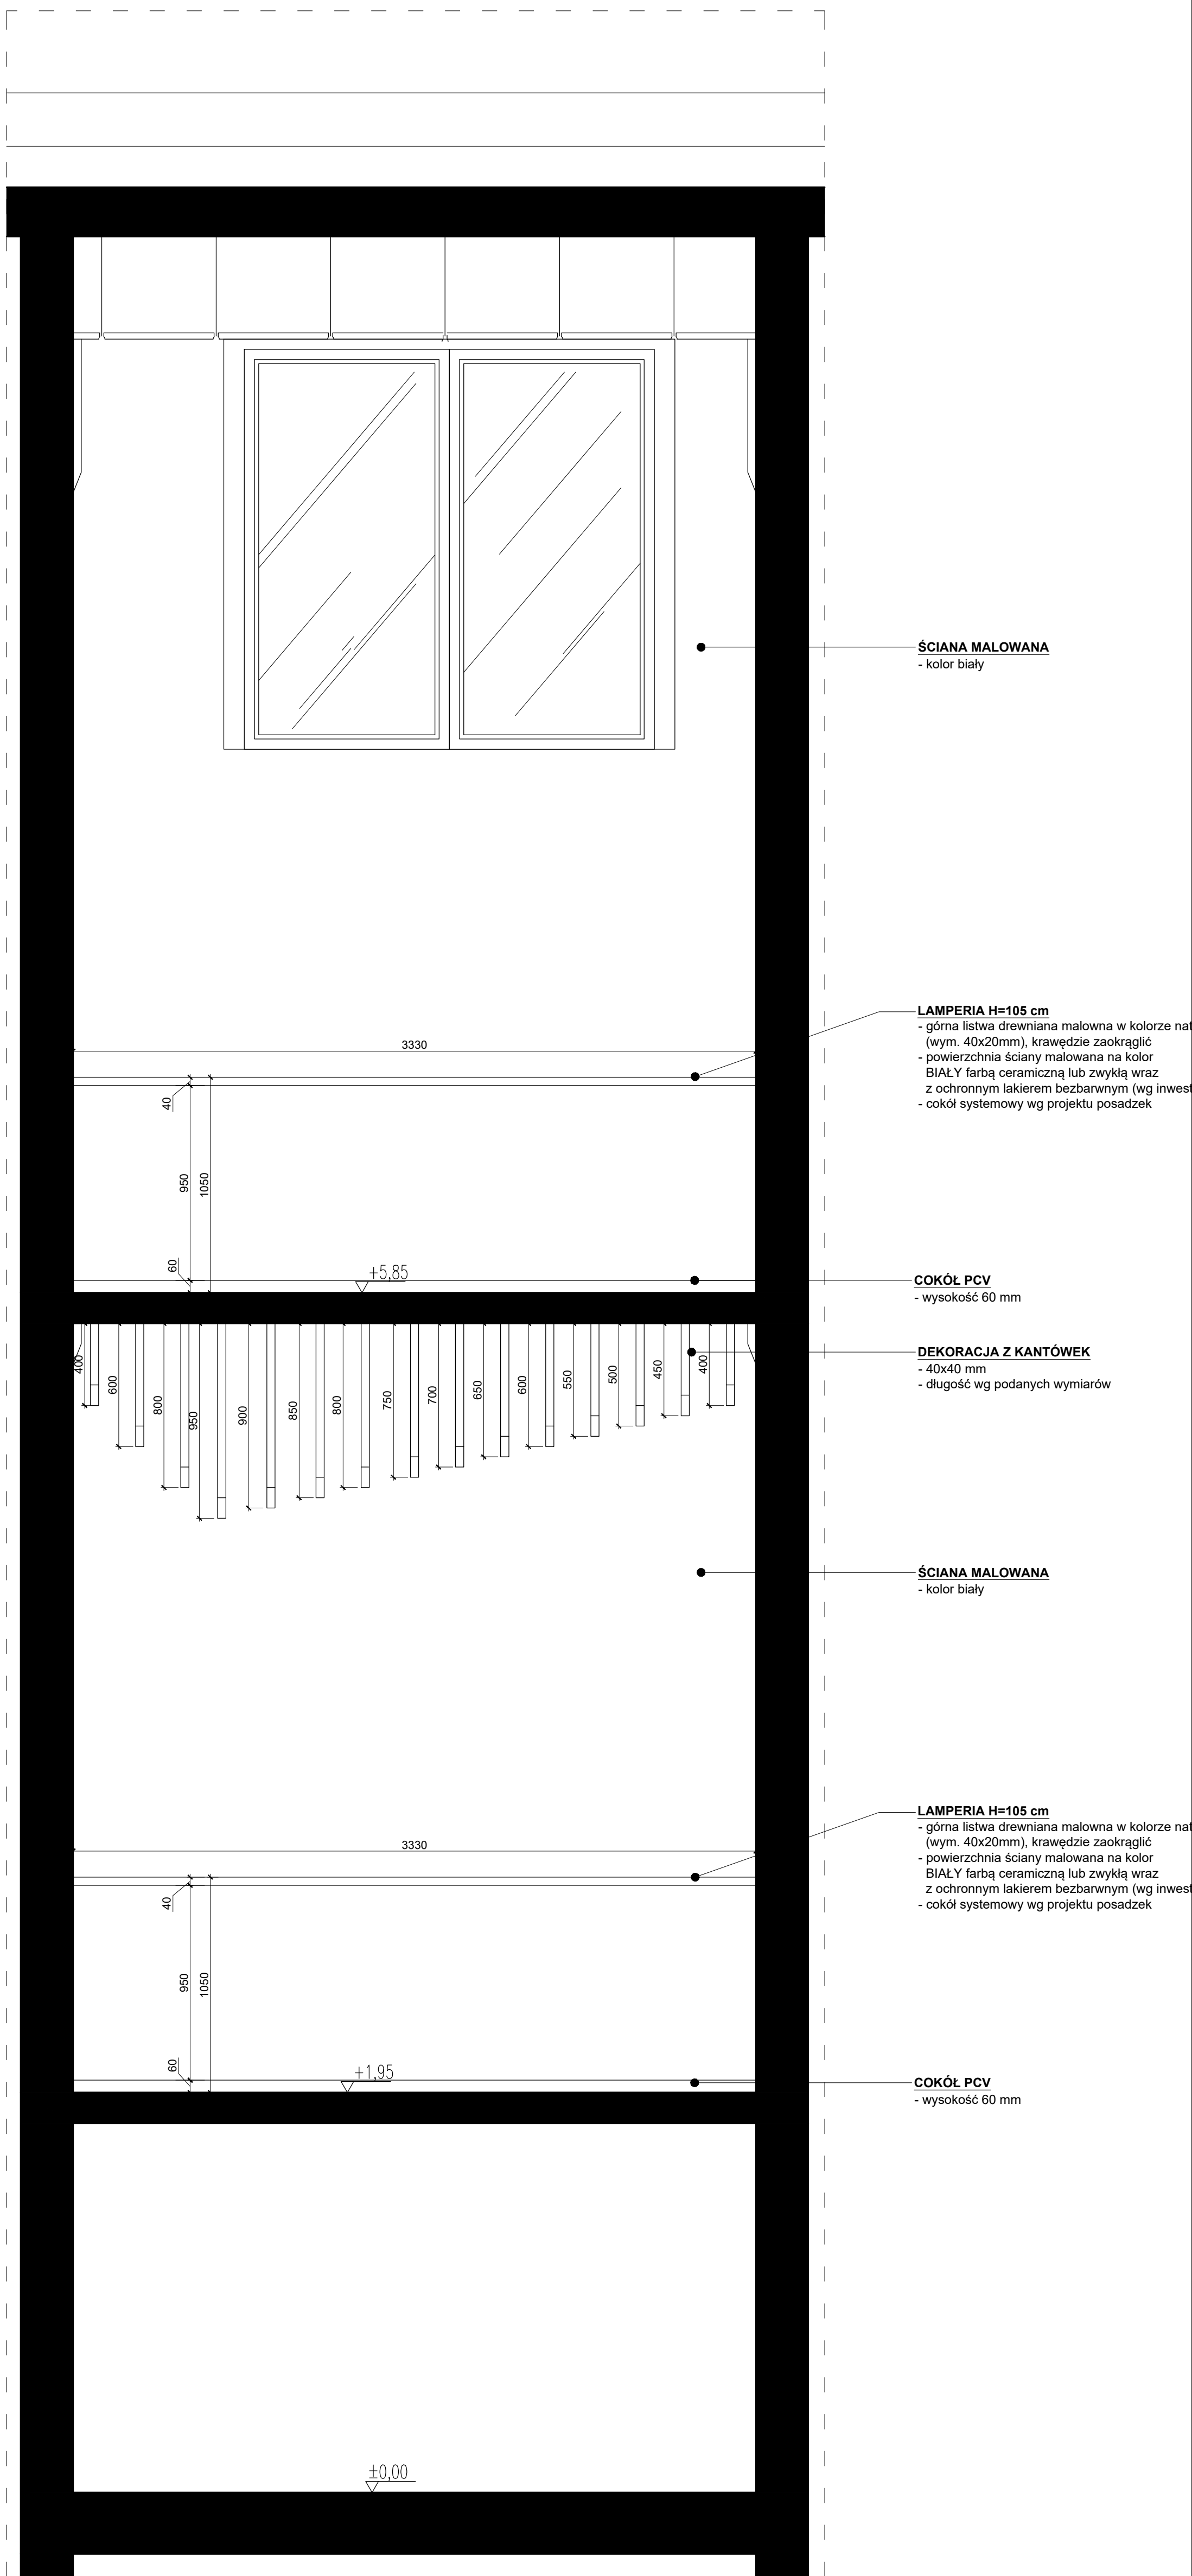 ŚCIANA MALOWANA
- kolor biały
LAMPERIA H=105 cm
- górna listwa drewniana malowna w kolorze nat
(wym. 40x20mm), krawędzie zaokrąglić
- powierzchnia ściany malowana na kolor
BIAŁY farbą ceramiczną lub zwykłą wraz
z ochronnym lakierem bezbarwnym (wg inwest
- cokół systemowy wg projektu posadzek
3330
40
950
1050
60
+5,85
COKÓŁ PCV
- wysokość 60 mm
DEKORACJA Z KANTÓWEK
- 40x40 mm
- długość wg podanych wymiarów
400
600
800
950
900
850
800
750
700
650
600
550
500
450
400
ŚCIANA MALOWANA
- kolor biały
LAMPERIA H=105 cm
- górna listwa drewniana malowna w kolorze nat
(wym. 40x20mm), krawędzie zaokrąglić
- powierzchnia ściany malowana na kolor
BIAŁY farbą ceramiczną lub zwykłą wraz
z ochronnym lakierem bezbarwnym (wg inwest
- cokół systemowy wg projektu posadzek
3330
40
950
1050
60
+1,95
COKÓŁ PCV
- wysokość 60 mm
±0,00